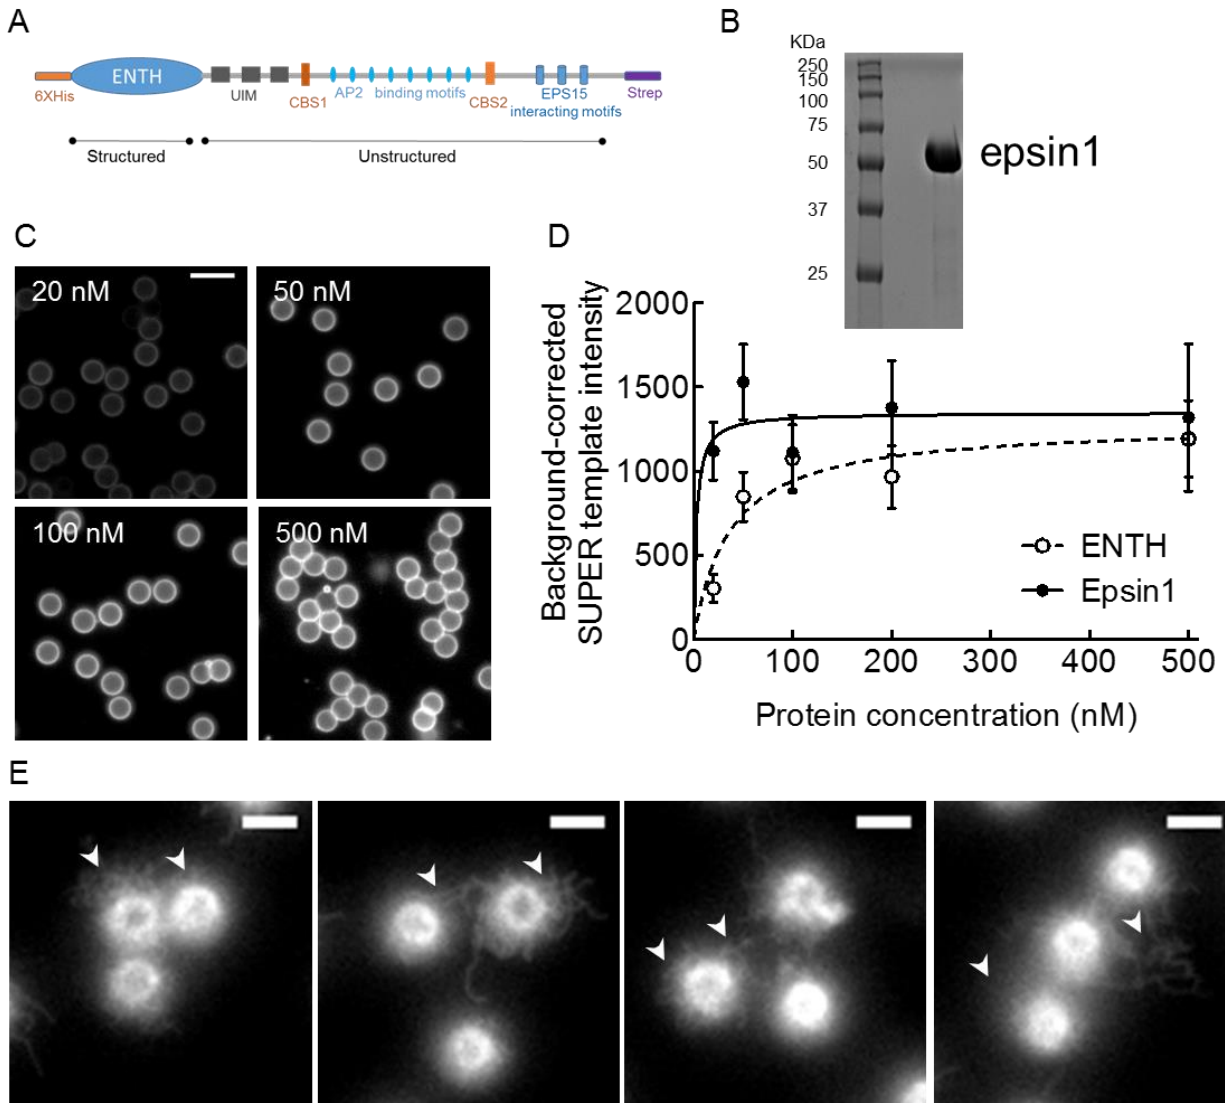 A
ENTH
6XHis
UIM
CBS1
AP2
binding motifs
CBS2
EPS15
interacting motifs
Strep
Structured
Unstructured
B
KDa
250
150
100
75
50
37
25
epsin1
C
20 nM
50 nM
100 nM
500 nM
D
Background-corrected
SUPER template intensity
2000
1500
1000
500
0
0 100 200 300 400 500
Protein concentration (nM)
ENTH
Epsin1
E